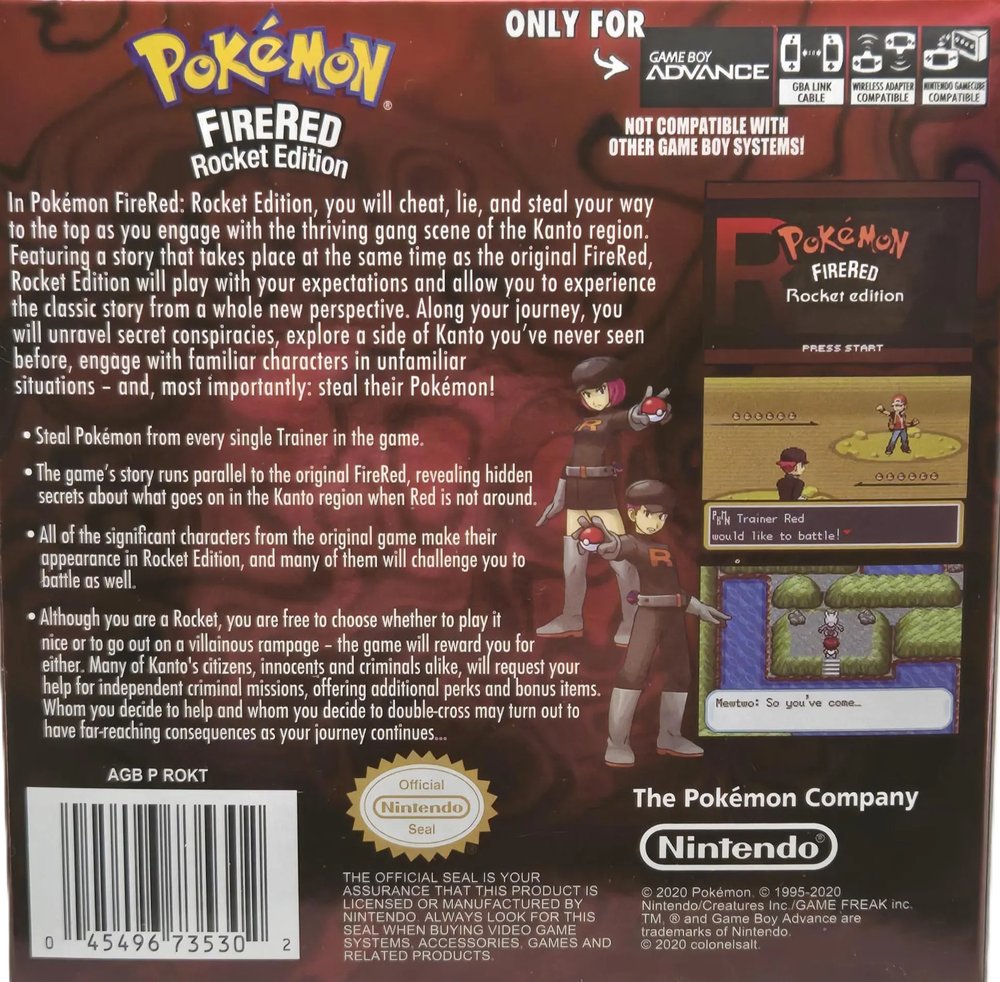 POKéMON®
FIRERED
Rocket Edition
ONLY FOR
GAME BOY
ADVANCE
GBA LINK
CABLE
WIRELESS ADAPTER
COMPATIBLE
NINTENDO GAMECUBE
COMPATIBLE
NOT COMPATIBLE WITH
OTHER GAME BOY SYSTEMS!
In Pokémon FireRed: Rocket Edition, you will cheat, lie, and steal your way
to the top as you engage with the thriving gang scene of the Kanto region.
Featuring a story that takes place at the same time as the original FireRed,
Rocket Edition will play with your expectations and allow you to experience
the classic story from a whole new perspective. Along your journey, you
will unravel secret conspiracies, explore a side of Kanto you've never seen
before, engage with familiar characters in unfamiliar
situations – and, most importantly: steal their Pokémon!
• Steal Pokémon from every single Trainer in the game.
• The game's story runs parallel to the original FireRed, revealing hidden
secrets about what goes on in the Kanto region when Red is not around.
• All of the significant characters from the original game make their
appearance in Rocket Edition, and many of them will challenge you to
battle as well.
• Although you are a Rocket, you are free to choose whether to play it
nice or to go out on a villainous rampage – the game will reward you for
either. Many of Kanto's citizens, innocents and criminals alike, will request your
help for independent criminal missions, offering additional perks and bonus items.
Whom you decide to help and whom you decide to double-cross may turn out to
have far-reaching consequences as your journey continues...
R
POKéMON
FIRERED
Rocket edition
PRESS START
PKMN Trainer Red
would like to battle!
Mewtwo: So you've come…
R
R
AGB P ROKT
0 45496 73530 2
Official
Nintendo
Seal
THE OFFICIAL SEAL IS YOUR
ASSURANCE THAT THIS PRODUCT IS
LICENSED OR MANUFACTURED BY
NINTENDO. ALWAYS LOOK FOR THIS
SEAL WHEN BUYING VIDEO GAME
SYSTEMS, ACCESSORIES, GAMES AND
RELATED PRODUCTS.
The Pokémon Company
Nintendo®
© 2020 Pokémon. © 1995-2020
Nintendo/Creatures Inc./GAME FREAK inc.
TM, ® and Game Boy Advance are
trademarks of Nintendo.
© 2020 colonelsalt.